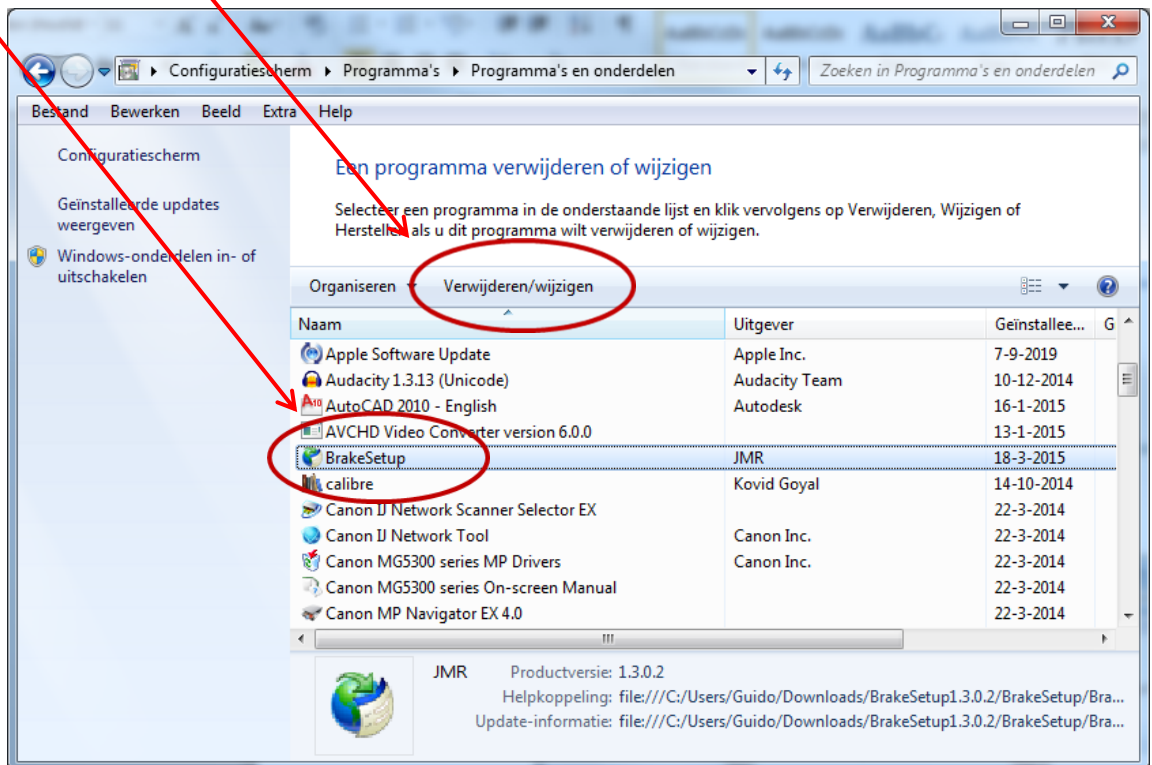 Configuratiescherm ▸ Programma's ▸ Programma's en onderdelen
Zoeken in Programma's en onderdelen
Bestand Bewerken Beeld Extra Help
Configuratiescherm
Geïnstalleerde updates
weergeven
Windows-onderdelen in- of
uitschakelen
Een programma verwijderen of wijzigen
Selecteer een programma in de onderstaande lijst en klik vervolgens op Verwijderen, Wijzigen of
Herstellen als u dit programma wilt verwijderen of wijzigen.
Organiseren Verwijderen/wijzigen
Naam Uitgever Geïnstallee... G
Apple Software Update Apple Inc. 7-9-2019
Audacity 1.3.13 (Unicode) Audacity Team 10-12-2014
AutoCAD 2010 - English Autodesk 16-1-2015
AVCHD Video Converter version 6.0.0 13-1-2015
BrakeSetup JMR 18-3-2015
calibre Kovid Goyal 14-10-2014
Canon IJ Network Scanner Selector EX 22-3-2014
Canon IJ Network Tool Canon Inc. 22-3-2014
Canon MG5300 series MP Drivers Canon Inc. 22-3-2014
Canon MG5300 series On-screen Manual 22-3-2014
Canon MP Navigator EX 4.0 22-3-2014
JMR Productversie: 1.3.0.2
Helpkoppeling: file:///C:/Users/Guido/Downloads/BrakeSetup1.3.0.2/BrakeSetup/Bra...
Update-informatie: file:///C:/Users/Guido/Downloads/BrakeSetup1.3.0.2/BrakeSetup/Bra...